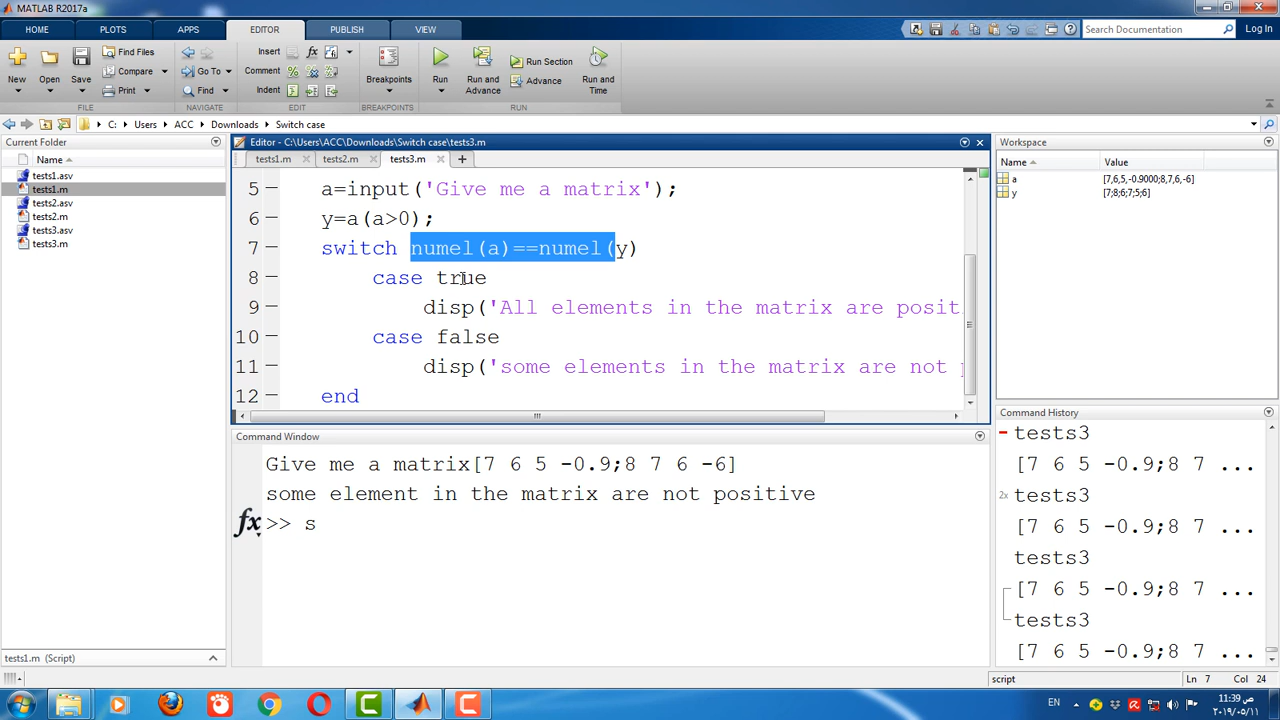 MATLAB R2017a
HOME PLOTS APPS EDITOR PUBLISH VIEW
Search Documentation Log In
New Open Save Find Files Compare Print
Go To Find
Insert Comment Indent fx
Breakpoints
Run Run and Advance Run Section Advance Run and Time
FILE NAVIGATE EDIT BREAKPOINTS RUN
C: Users ACC Downloads Switch case
Current Folder
Name
tests1.asv
tests1.m
tests2.asv
tests2.m
tests3.asv
tests3.m
tests1.m (Script)
Editor - C:\Users\ACC\Downloads\Switch case\tests3.m
tests1.m tests2.m tests3.m
5 a=input('Give me a matrix');
6 y=a(a>0);
7 switch numel(a)==numel(y)
8 case true
9 disp('All elements in the matrix are posit
10 case false
11 disp('some elements in the matrix are not p
12 end
Command Window
Give me a matrix[7 6 5 -0.9;8 7 6 -6]
some element in the matrix are not positive
fx >> s
Workspace
Name Value
a [7,6,5,-0.9000;8,7,6,-6]
y [7;8;6;7;5;6]
Command History
tests3
[7 6 5 -0.9;8 7 ...
2x tests3
[7 6 5 -0.9;8 7 ...
tests3
[7 6 5 -0.9;8 7 ...
tests3
[7 6 5 -0.9;8 7 ...
script Ln 7 Col 24
EN
11:39 ص
٢٠١٩/٠٥/١١